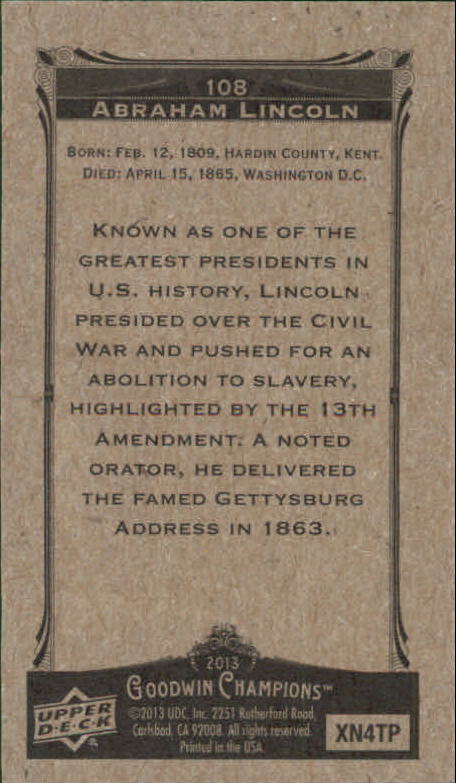 108
ABRAHAM LINCOLN
BORN: FEB. 12, 1809, HARDIN COUNTY, KENT.
DIED: APRIL 15, 1865, WASHINGTON D.C.
KNOWN AS ONE OF THE
GREATEST PRESIDENTS IN
U.S. HISTORY, LINCOLN
PRESIDED OVER THE CIVIL
WAR AND PUSHED FOR AN
ABOLITION TO SLAVERY,
HIGHLIGHTED BY THE 13TH
AMENDMENT. A NOTED
ORATOR, HE DELIVERED
THE FAMED GETTYSBURG
ADDRESS IN 1863.
2013
GOODWIN CHAMPIONS™
©2013 UDC, Inc. 2251 Rutherford Road,
Carlsbad, CA 92008. All rights reserved.
Printed in the USA.
UPPER
D·E·C·K
XN4TP